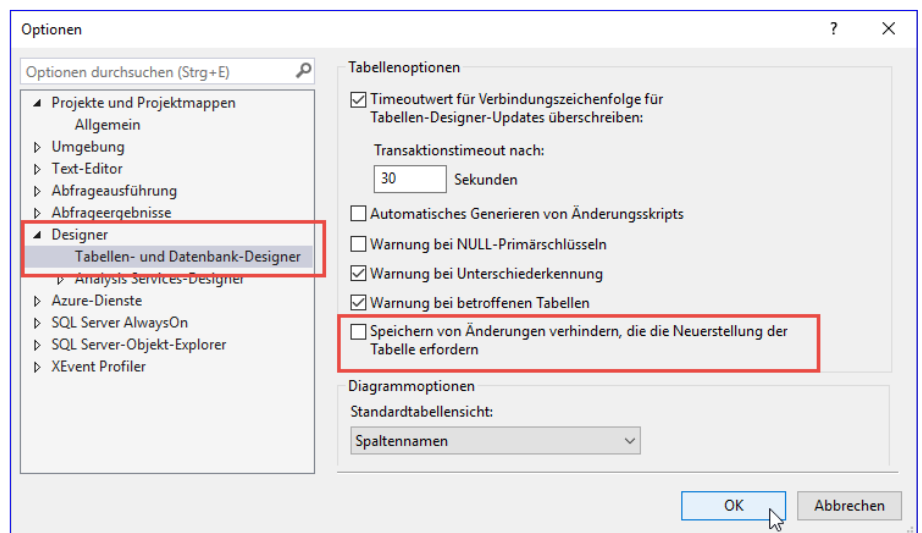 Optionen
?
Optionen durchsuchen (Strg+E)
Projekte und Projektmappen
Allgemein
Umgebung
Text-Editor
Abfrageausführung
Abfrageergebnisse
Designer
Tabellen- und Datenbank-Designer
Analysis Services-Designer
Azure-Dienste
SQL Server AlwaysOn
SQL Server-Objekt-Explorer
XEvent Profiler
Tabellenoptionen
Timeoutwert für Verbindungszeichenfolge für
Tabellen-Designer-Updates überschreiben:
Transaktionstimeout nach:
30 Sekunden
Automatisches Generieren von Änderungsskripts
Warnung bei NULL-Primärschlüsseln
Warnung bei Unterschiederkennung
Warnung bei betroffenen Tabellen
Speichern von Änderungen verhindern, die die Neuerstellung der
Tabelle erfordern
Diagrammoptionen
Standardtabellensicht:
Spaltennamen
OK Abbrechen